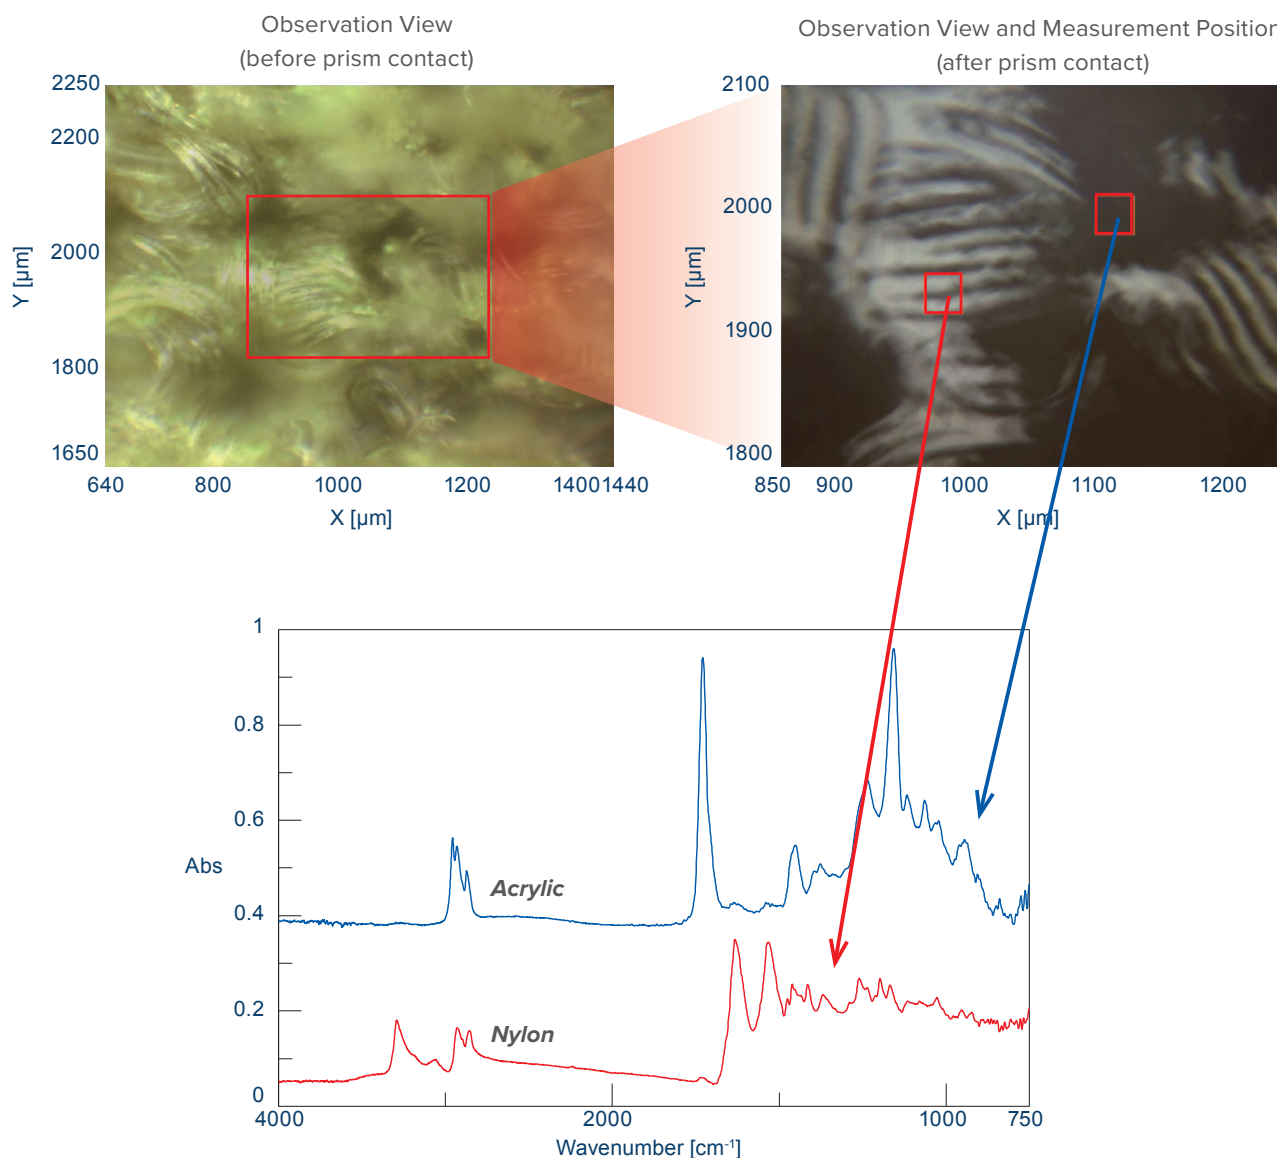 Observation View
(before prism contact)
Observation View and Measurement Position
(after prism contact)
2250
2200
2000
1800
1650
Y [µm]
640
800
1000
1200
1400
1440
X [µm]
2100
2000
1900
1800
Y [µm]
850
900
1000
1100
1200
X [µm]
1
0.8
0.6
0.4
0.2
0
Abs
Acrylic
Nylon
4000
2000
1000
750
Wavenumber [cm⁻¹]